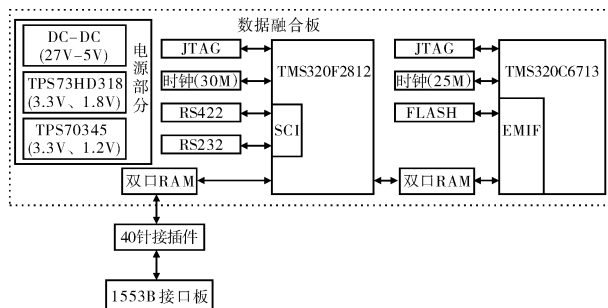 数据融合板
DC-DC
(27V-5V)
TPS73HD318
(3.3V、1.8V)
TPS70345
(3.3V、1.2V)
电源部分
JTAG
时钟(30M)
RS422
RS232
SCI
TMS320F2812
JTAG
时钟(25M)
FLASH
EMIF
TMS320C6713
双口RAM
双口RAM
40针接插件
1553B接口板